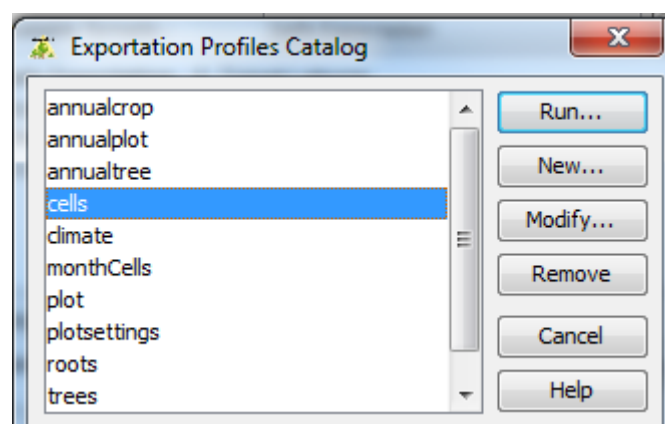 Exportation Profiles Catalog
annualcrop
annualplot
annualtree
cells
climate
monthCells
plot
plotsettings
roots
trees
Run...
New...
Modify...
Remove
Cancel
Help